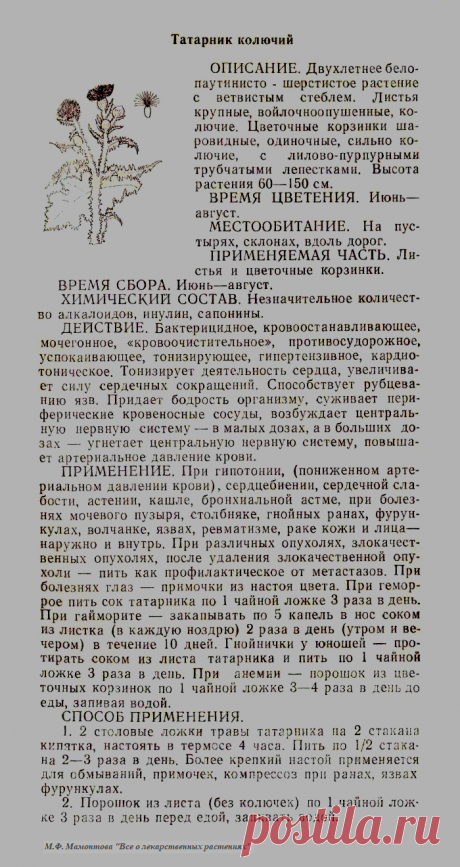 Татарник колючий
ОПИСАНИЕ. Двухлетнее бело-
паутинисто - шерстистое растение
с ветвистым стеблем. Листья
крупные, войлочноопушенные, ко-
лючие. Цветочные корзинки ша-
ровидные, одиночные, сильно ко-
лючие, с лилово-пурпурными
трубчатыми лепестками. Высота
растения 60—150 см.
ВРЕМЯ ЦВЕТЕНИЯ. Июнь—
август.
МЕСТООБИТАНИЕ. На пус-
тырях, склонах, вдоль дорог.
ПРИМЕНЯЕМАЯ ЧАСТЬ. Ли-
стья и цветочные корзинки.
ВРЕМЯ СБОРА. Июнь—август.
ХИМИЧЕСКИЙ СОСТАВ. Незначительное количест-
во алкалоидов, инулин, сапонины.
ДЕЙСТВИЕ. Бактерицидное, кровоостанавливающее,
мочегонное, «кровоочистительное», противосудорожное,
успокаивающее, тонизирующее, гипертензивное, кардио-
тоническое. Тонизирует деятельность сердца, увеличива-
ет силу сердечных сокращений. Способствует рубцева-
нию язв. Придает бодрость организму, суживает пери-
ферические кровеносные сосуды, возбуждает централь-
ную нервную систему — в малых дозах, а в больших до-
зах — угнетает центральную нервную систему, повыша-
ет артериальное давление крови.
ПРИМЕНЕНИЕ. При гипотонии, (пониженном арте-
риальном давлении крови), сердцебиении, сердечной сла-
бости, астении, кашле, бронхиальной астме, при болез-
нях мочевого пузыря, столбняке, гнойных ранах, фурун-
кулах, волчанке, язвах, ревматизме, раке кожи и лица—
наружно и внутрь. При различных опухолях, злокачест-
венных опухолях, после удаления злокачественной опу-
холи — пить как профилактическое от метастазов. При
болезнях глаз — примочки из настоя цвета. При гемор-
рое пить сок татарника по 1 чайной ложке 3 раза в день.
При гайморите — закапывать по 5 капель в нос соком
из листка (в каждую ноздрю) 2 раза в день (утром и ве-
чером) в течение 10 дней. Гнойнички у юношей — про-
тирать соком из листа татарника и пить по 1 чайной
ложке 3 раза в день. При анемии — порошок из цве-
точных корзинок по 1 чайной ложке 3—4 раза в день до
еды, запивая водой.
СПОСОБ ПРИМЕНЕНИЯ.
1. 2 столовые ложки травы татарника на 2 стакана
кипятка, настоять в термосе 4 часа. Пить по 1/2 стака-
на 2—3 раза в день. Более крепкий настой применяется
для обмываний, примочек, компрессов при ранах, язвах
фурункулах.
2. Порошок из листа (без колючек) по 1 чайной лож-
ке 3 раза в день перед едой, запивать водой.
М.Ф. Мамонтова "Все о лекарственных растениях"
posila.ru